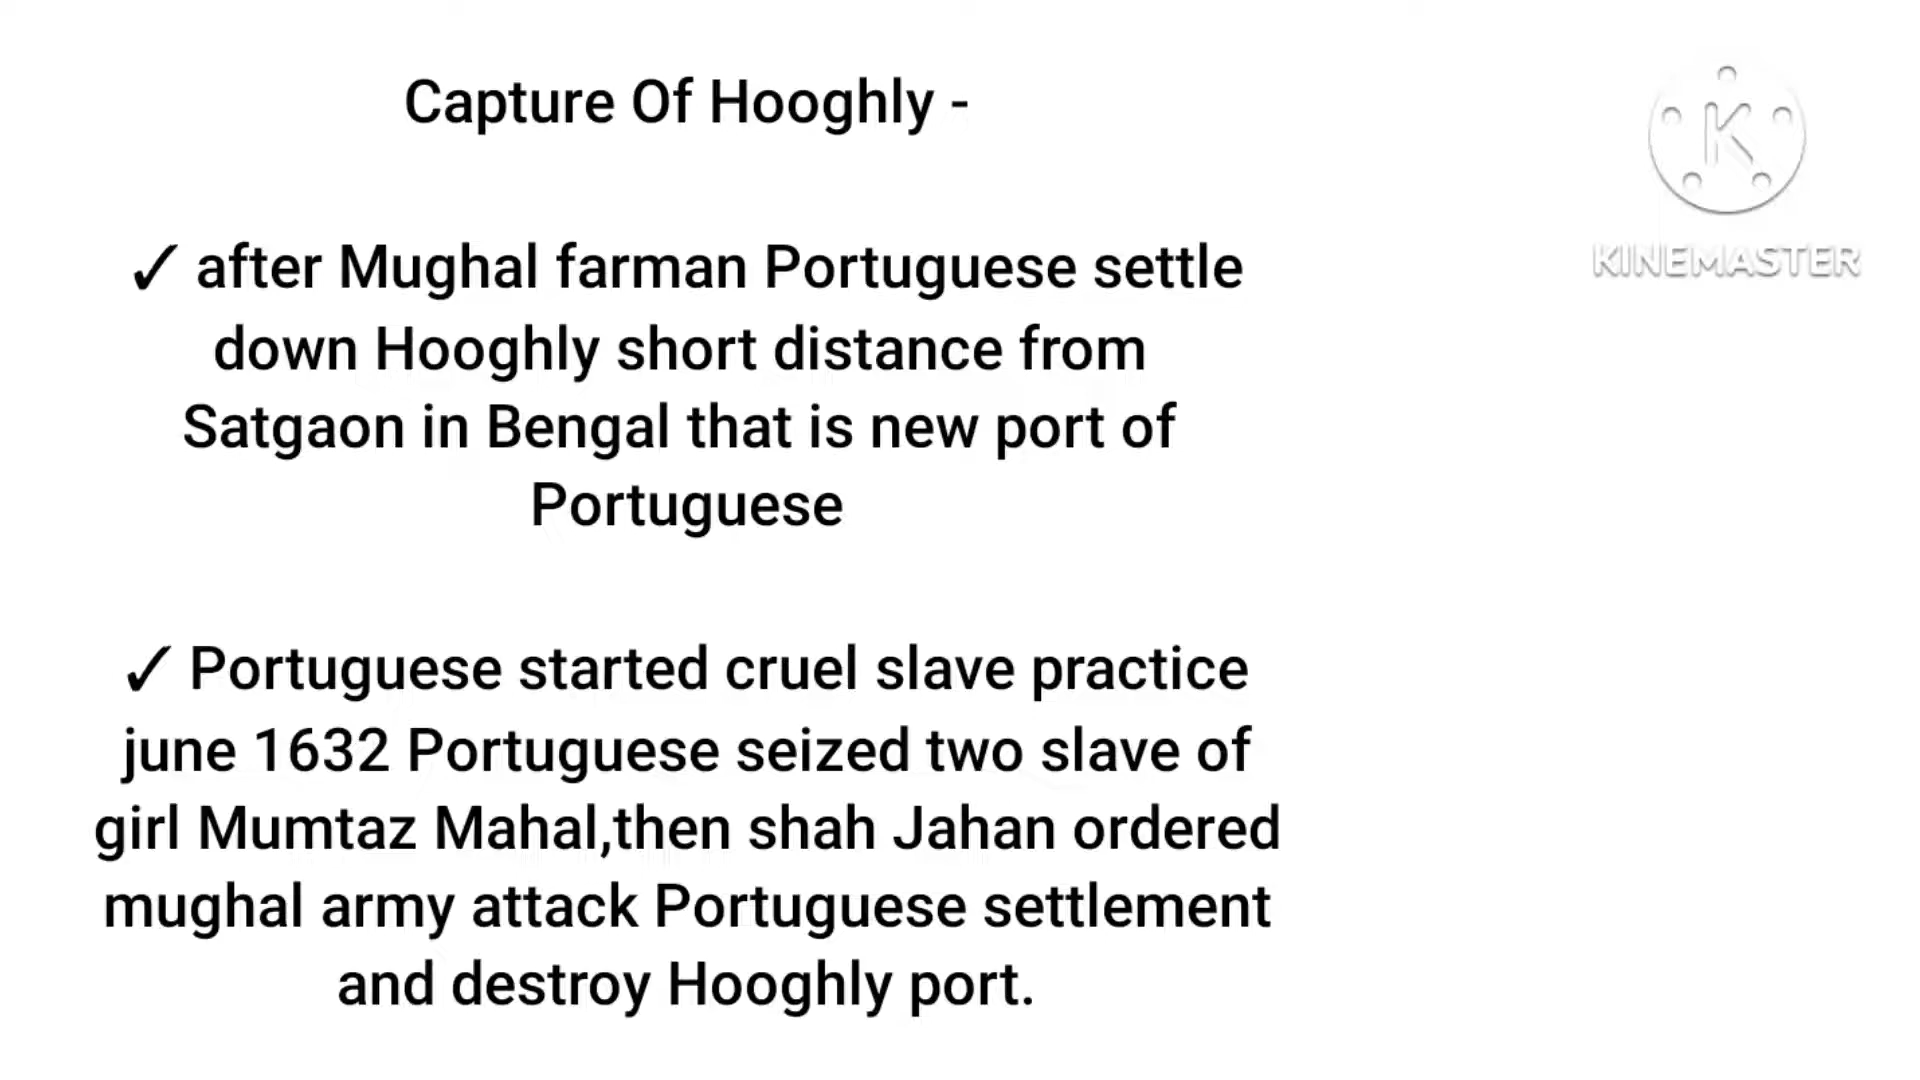 Capture Of Hooghly -
✓ after Mughal farman Portuguese settle
down Hooghly short distance from
Satgaon in Bengal that is new port of
Portuguese
✓ Portuguese started cruel slave practice
june 1632 Portuguese seized two slave of
girl Mumtaz Mahal,then shah Jahan ordered
mughal army attack Portuguese settlement
and destroy Hooghly port.
K
KINEMASTER